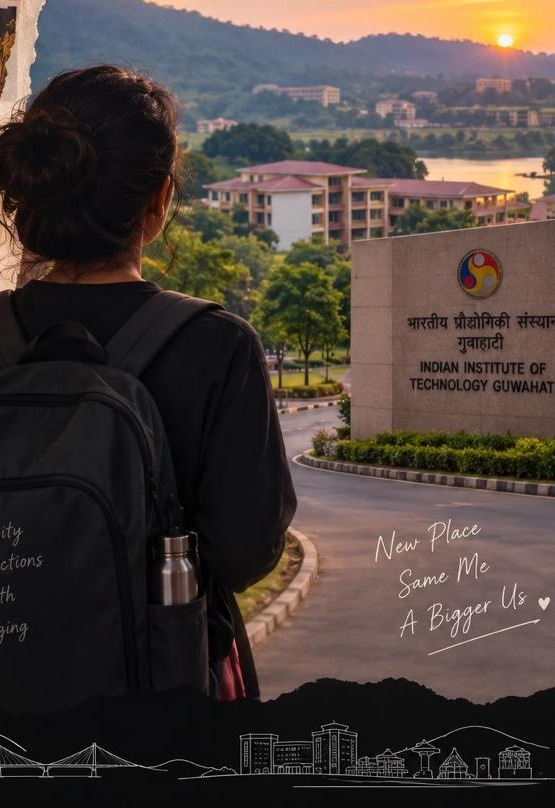 भारतीय प्रौद्योगिकी संस्थान
गुवाहाटी
INDIAN INSTITUTE OF
TECHNOLOGY GUWAHAT
New Place
Same Me
A Bigger Us